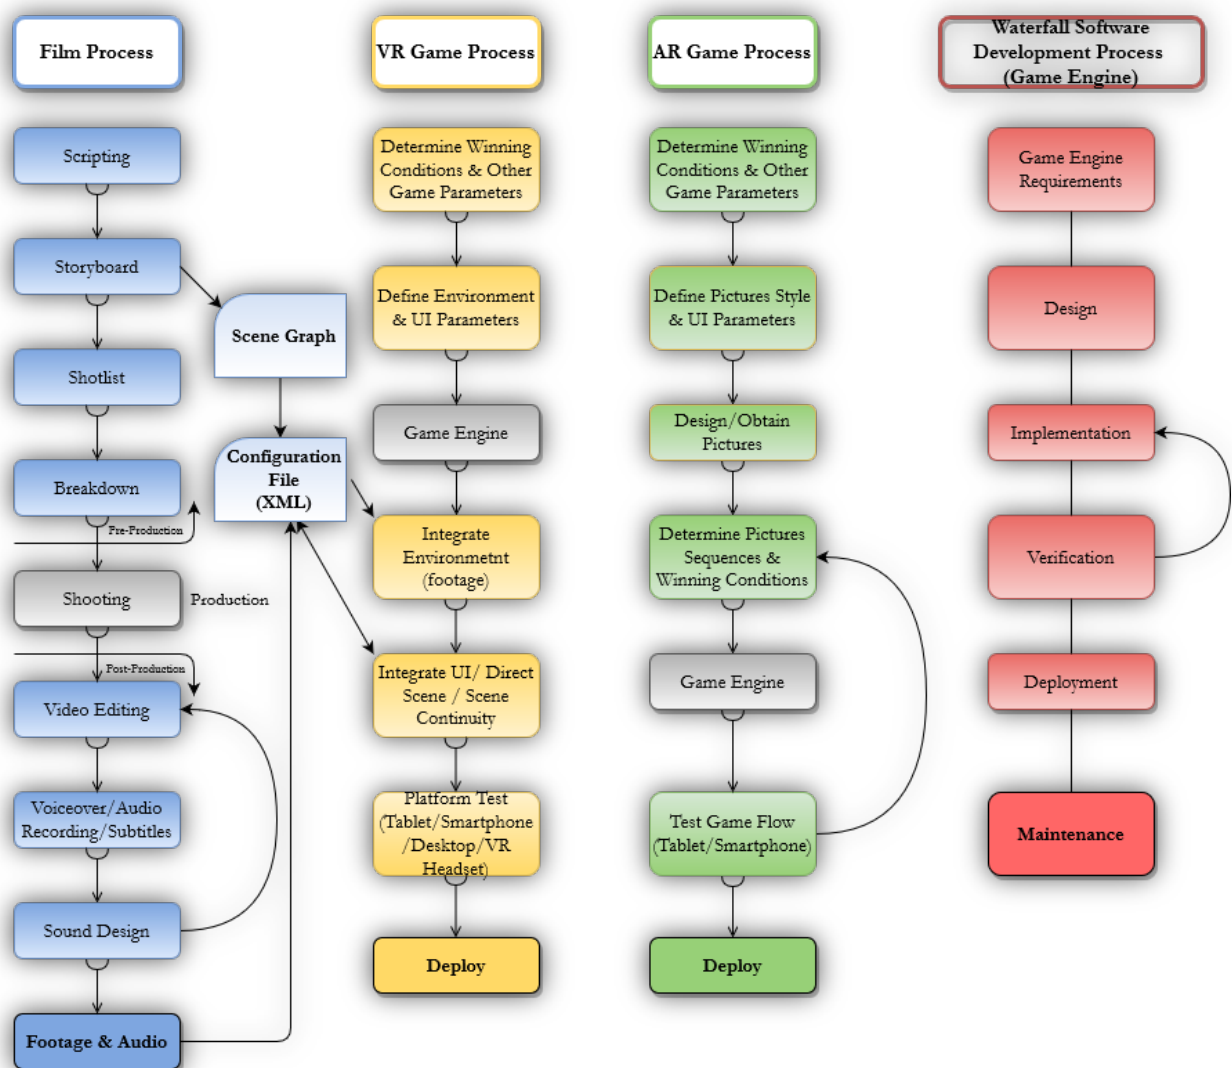 Film Process
Scripting
Storyboard
Shotlist
Breakdown
Pre-Production
Shooting
Production
Post-Production
Video Editing
Voiceover/Audio
Recording/Subtitles
Sound Design
Footage & Audio
Scene Graph
Configuration
File
(XML)
VR Game Process
Determine Winning
Conditions & Other
Game Parameters
Define Environment
& UI Parameters
Game Engine
Integrate
Environmetnt
(footage)
Integrate UI/ Direct
Scene / Scene
Continuity
Platform Test
(Tablet/Smartphone
/Desktop/VR
Headset)
Deploy
AR Game Process
Determine Winning
Conditions & Other
Game Parameters
Define Pictures Style
& UI Parameters
Design/Obtain
Pictures
Determine Pictures
Sequences &
Winning Conditions
Game Engine
Test Game Flow
(Tablet/Smartphone)
Deploy
Waterfall Software
Development Process
(Game Engine)
Game Engine
Requirements
Design
Implementation
Verification
Deployment
Maintenance